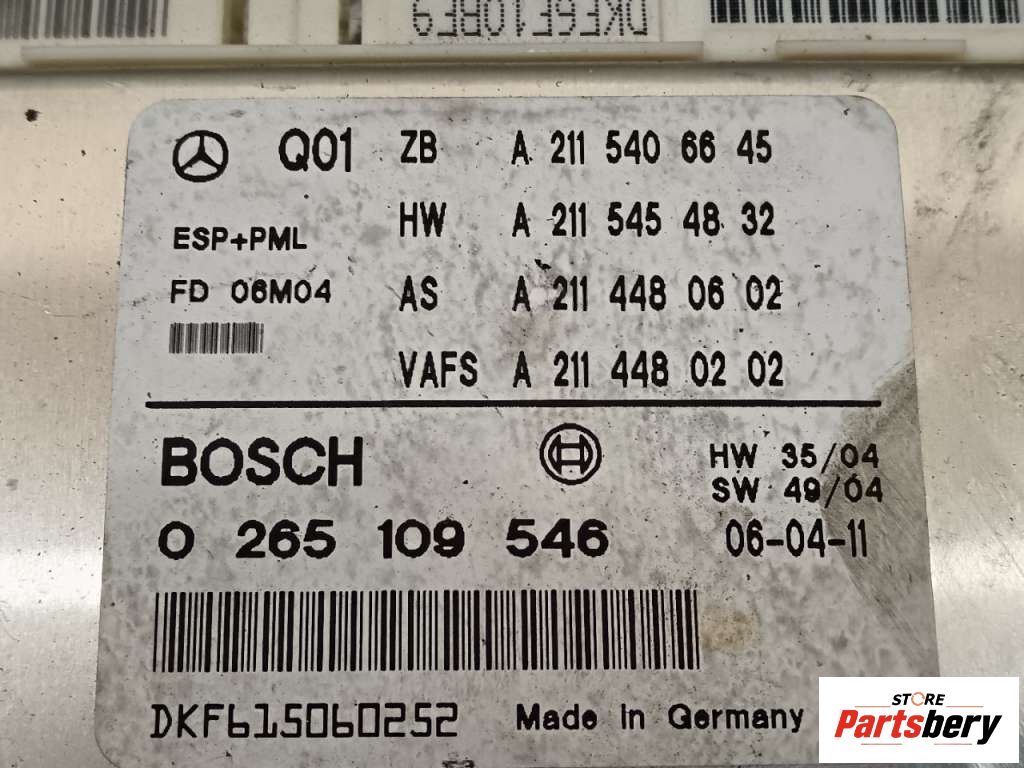 DKF6F10BF9
Q01 ZB A 211 540 66 45
HW A 211 545 48 32
ESP+PML
FD 06M04 AS A 211 448 06 02
VAFS A 211 448 02 02
BOSCH
HW 35/04
SW 49/04
0 265 109 546 06-04-11
DKF615060252 Made in Germany
STORE
Partsbery